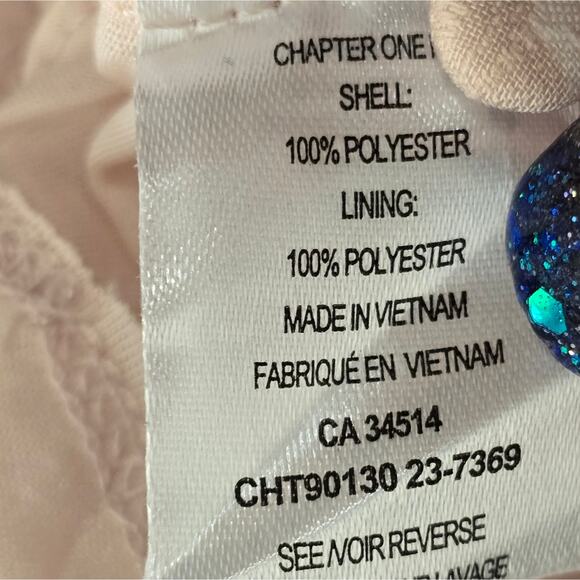 CHAPTER ONE
SHELL:
100% POLYESTER
LINING:
100% POLYESTER
MADE IN VIETNAM
FABRIQUÉ EN VIETNAM
CA 34514
CHT90130 23-7369
SEE/VOIR REVERSE
LAVAGE